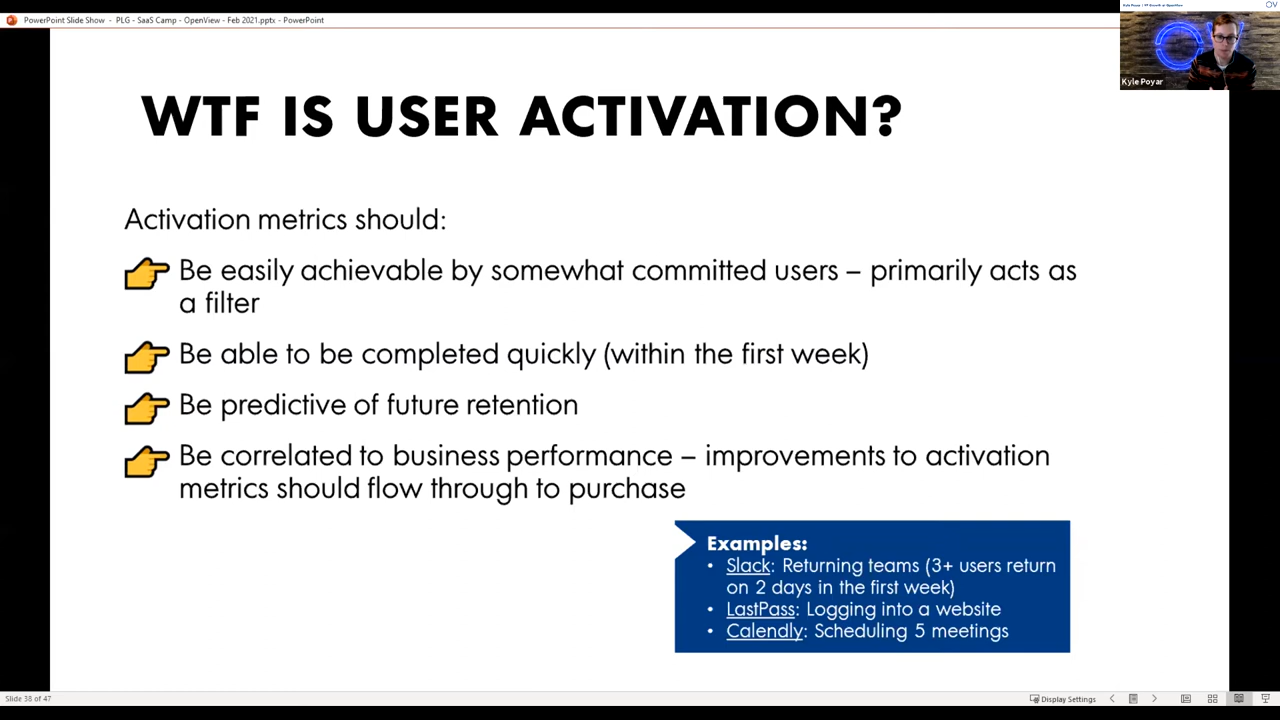 PowerPoint Slide Show - PLG - SaaS Camp - OpenView - Feb 2021.pptx - PowerPoint
OV
Kyle Poyar
WTF IS USER ACTIVATION?
Activation metrics should:
Be easily achievable by somewhat committed users – primarily acts as
a filter
Be able to be completed quickly (within the first week)
Be predictive of future retention
Be correlated to business performance – improvements to activation
metrics should flow through to purchase
Examples:
• Slack: Returning teams (3+ users return
on 2 days in the first week)
• LastPass: Logging into a website
• Calendly: Scheduling 5 meetings
Slide 38 of 47
Display Settings